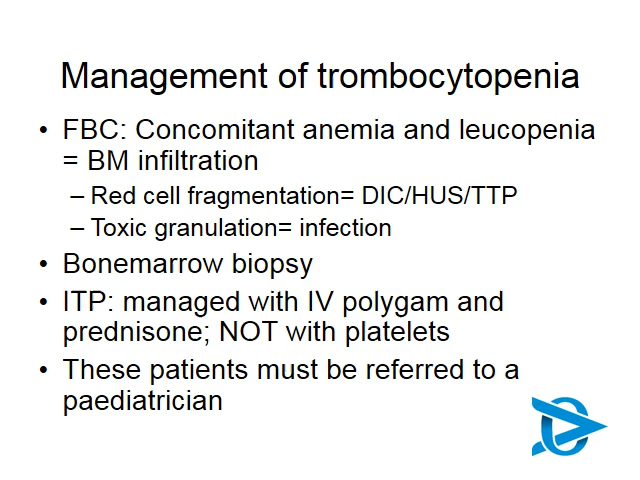 Management of trombocytopenia
• FBC: Concomitant anemia and leucopenia
= BM infiltration
– Red cell fragmentation= DIC/HUS/TTP
– Toxic granulation= infection
• Bonemarrow biopsy
• ITP: managed with IV polygam and
prednisone; NOT with platelets
• These patients must be referred to a
paediatrician